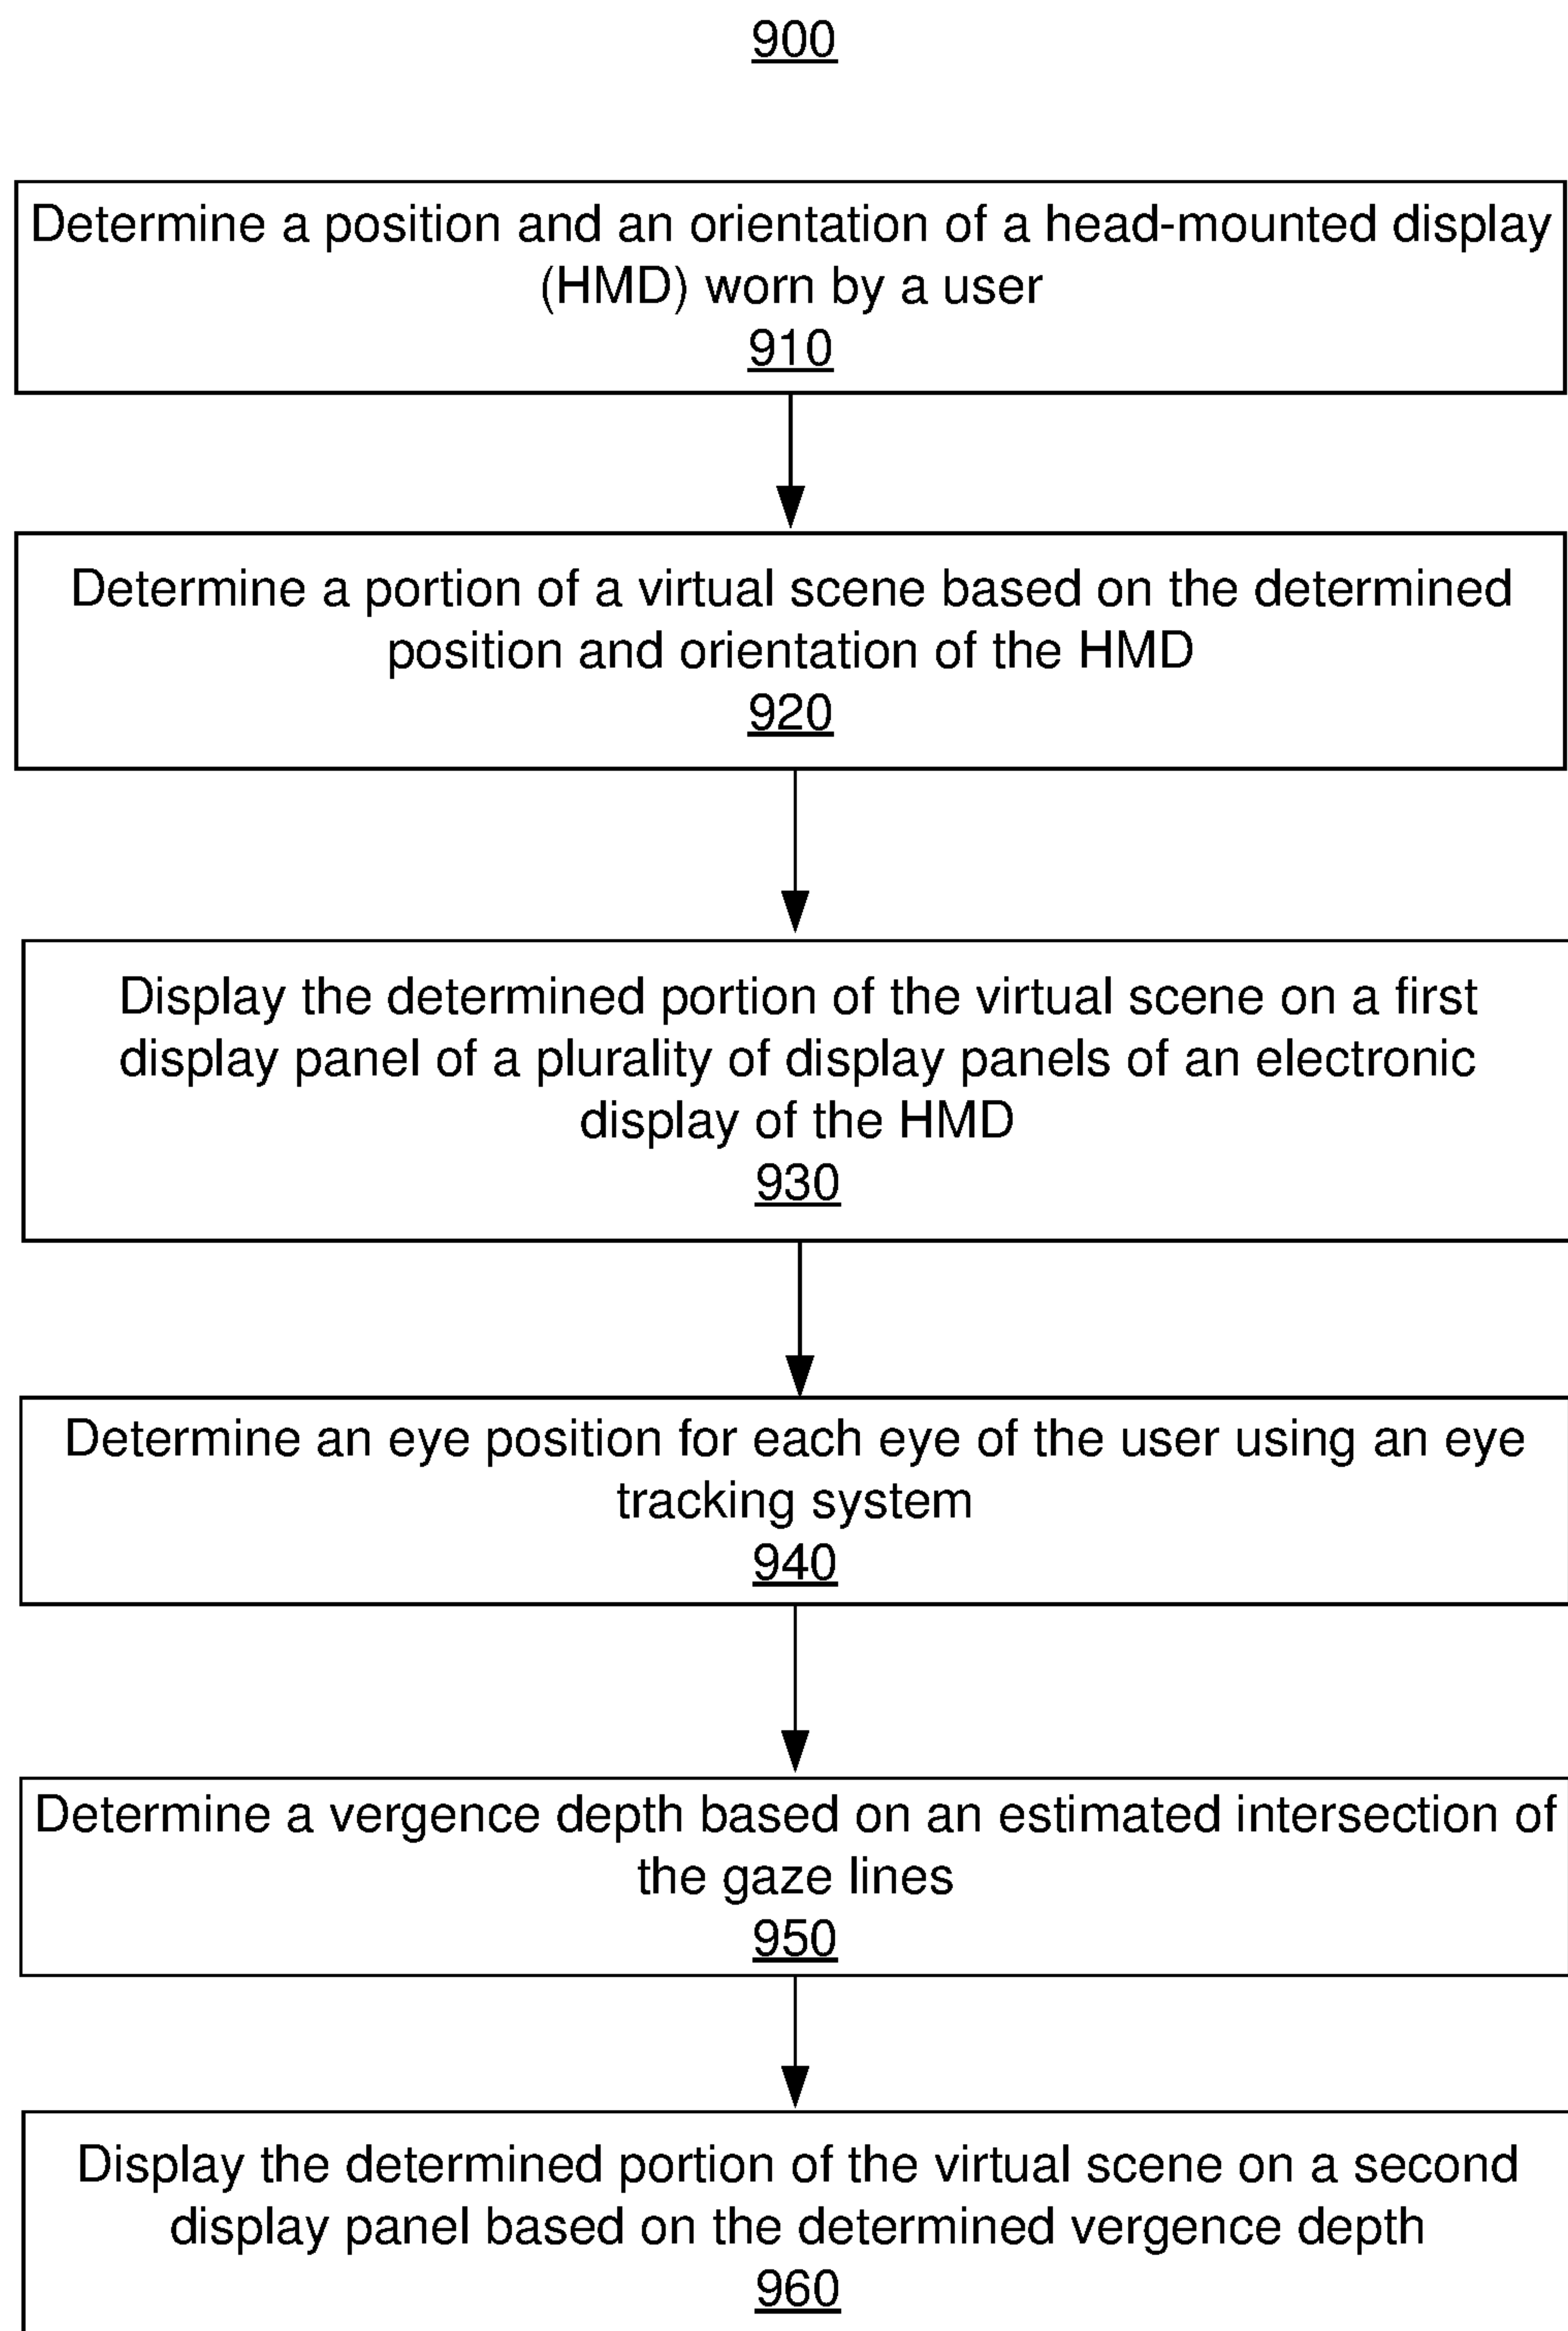 900
Determine a position and an orientation of a head-mounted display
(HMD) worn by a user
910
Determine a portion of a virtual scene based on the determined
position and orientation of the HMD
920
Display the determined portion of the virtual scene on a first
display panel of a plurality of display panels of an electronic
display of the HMD
930
Determine an eye position for each eye of the user using an eye
tracking system
940
Determine a vergence depth based on an estimated intersection of
the gaze lines
950
Display the determined portion of the virtual scene on a second
display panel based on the determined vergence depth
960